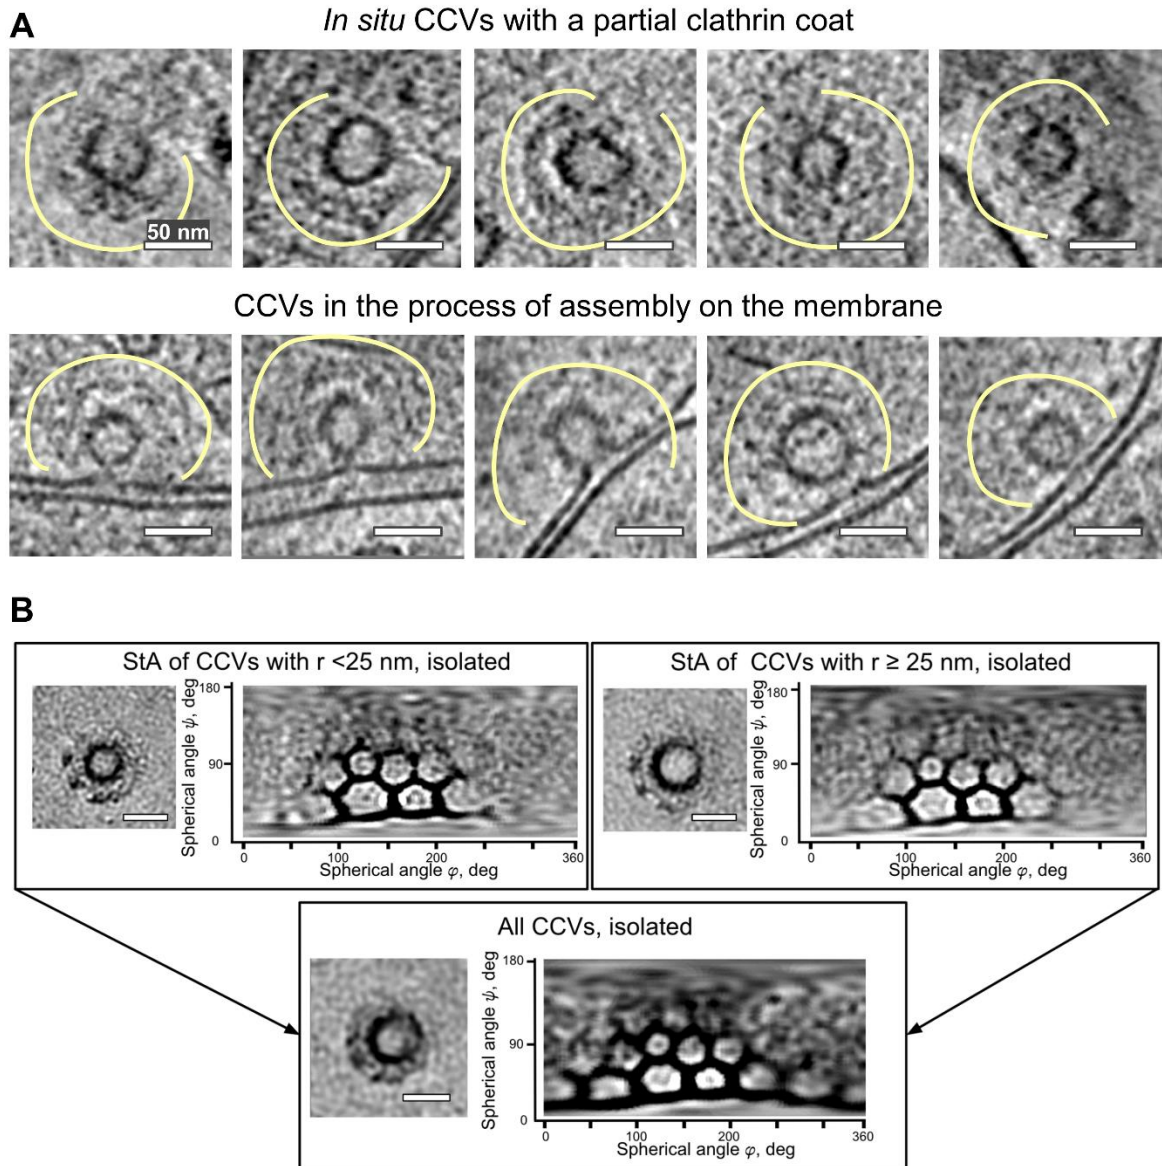 A
In situ CCVs with a partial clathrin coat
50 nm
CCVs in the process of assembly on the membrane
B
StA of CCVs with r <25 nm, isolated
Spherical angle ψ, deg
180
90
0
0 100 200 360
Spherical angle φ, deg
StA of CCVs with r ≥ 25 nm, isolated
Spherical angle ψ, deg
180
90
0
0 100 200 360
Spherical angle φ, deg
All CCVs, isolated
Spherical angle ψ, deg
180
90
0
0 100 200 360
Spherical angle φ, deg